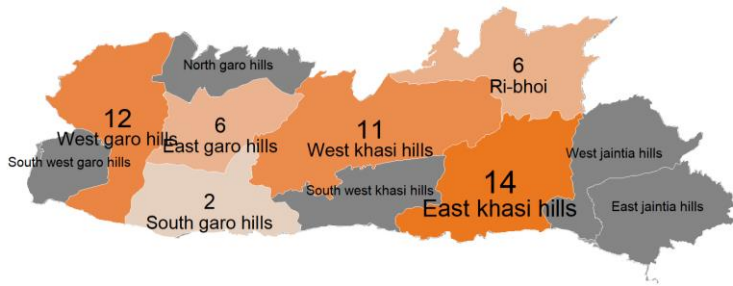 North garo hills
6
Ri-bhoi
12
West garo hills
6
East garo hills
11
West khasi hills
West jaintia hills
South west garo hills
South west khasi hills
14
East khasi hills
2
South garo hills
East jaintia hills